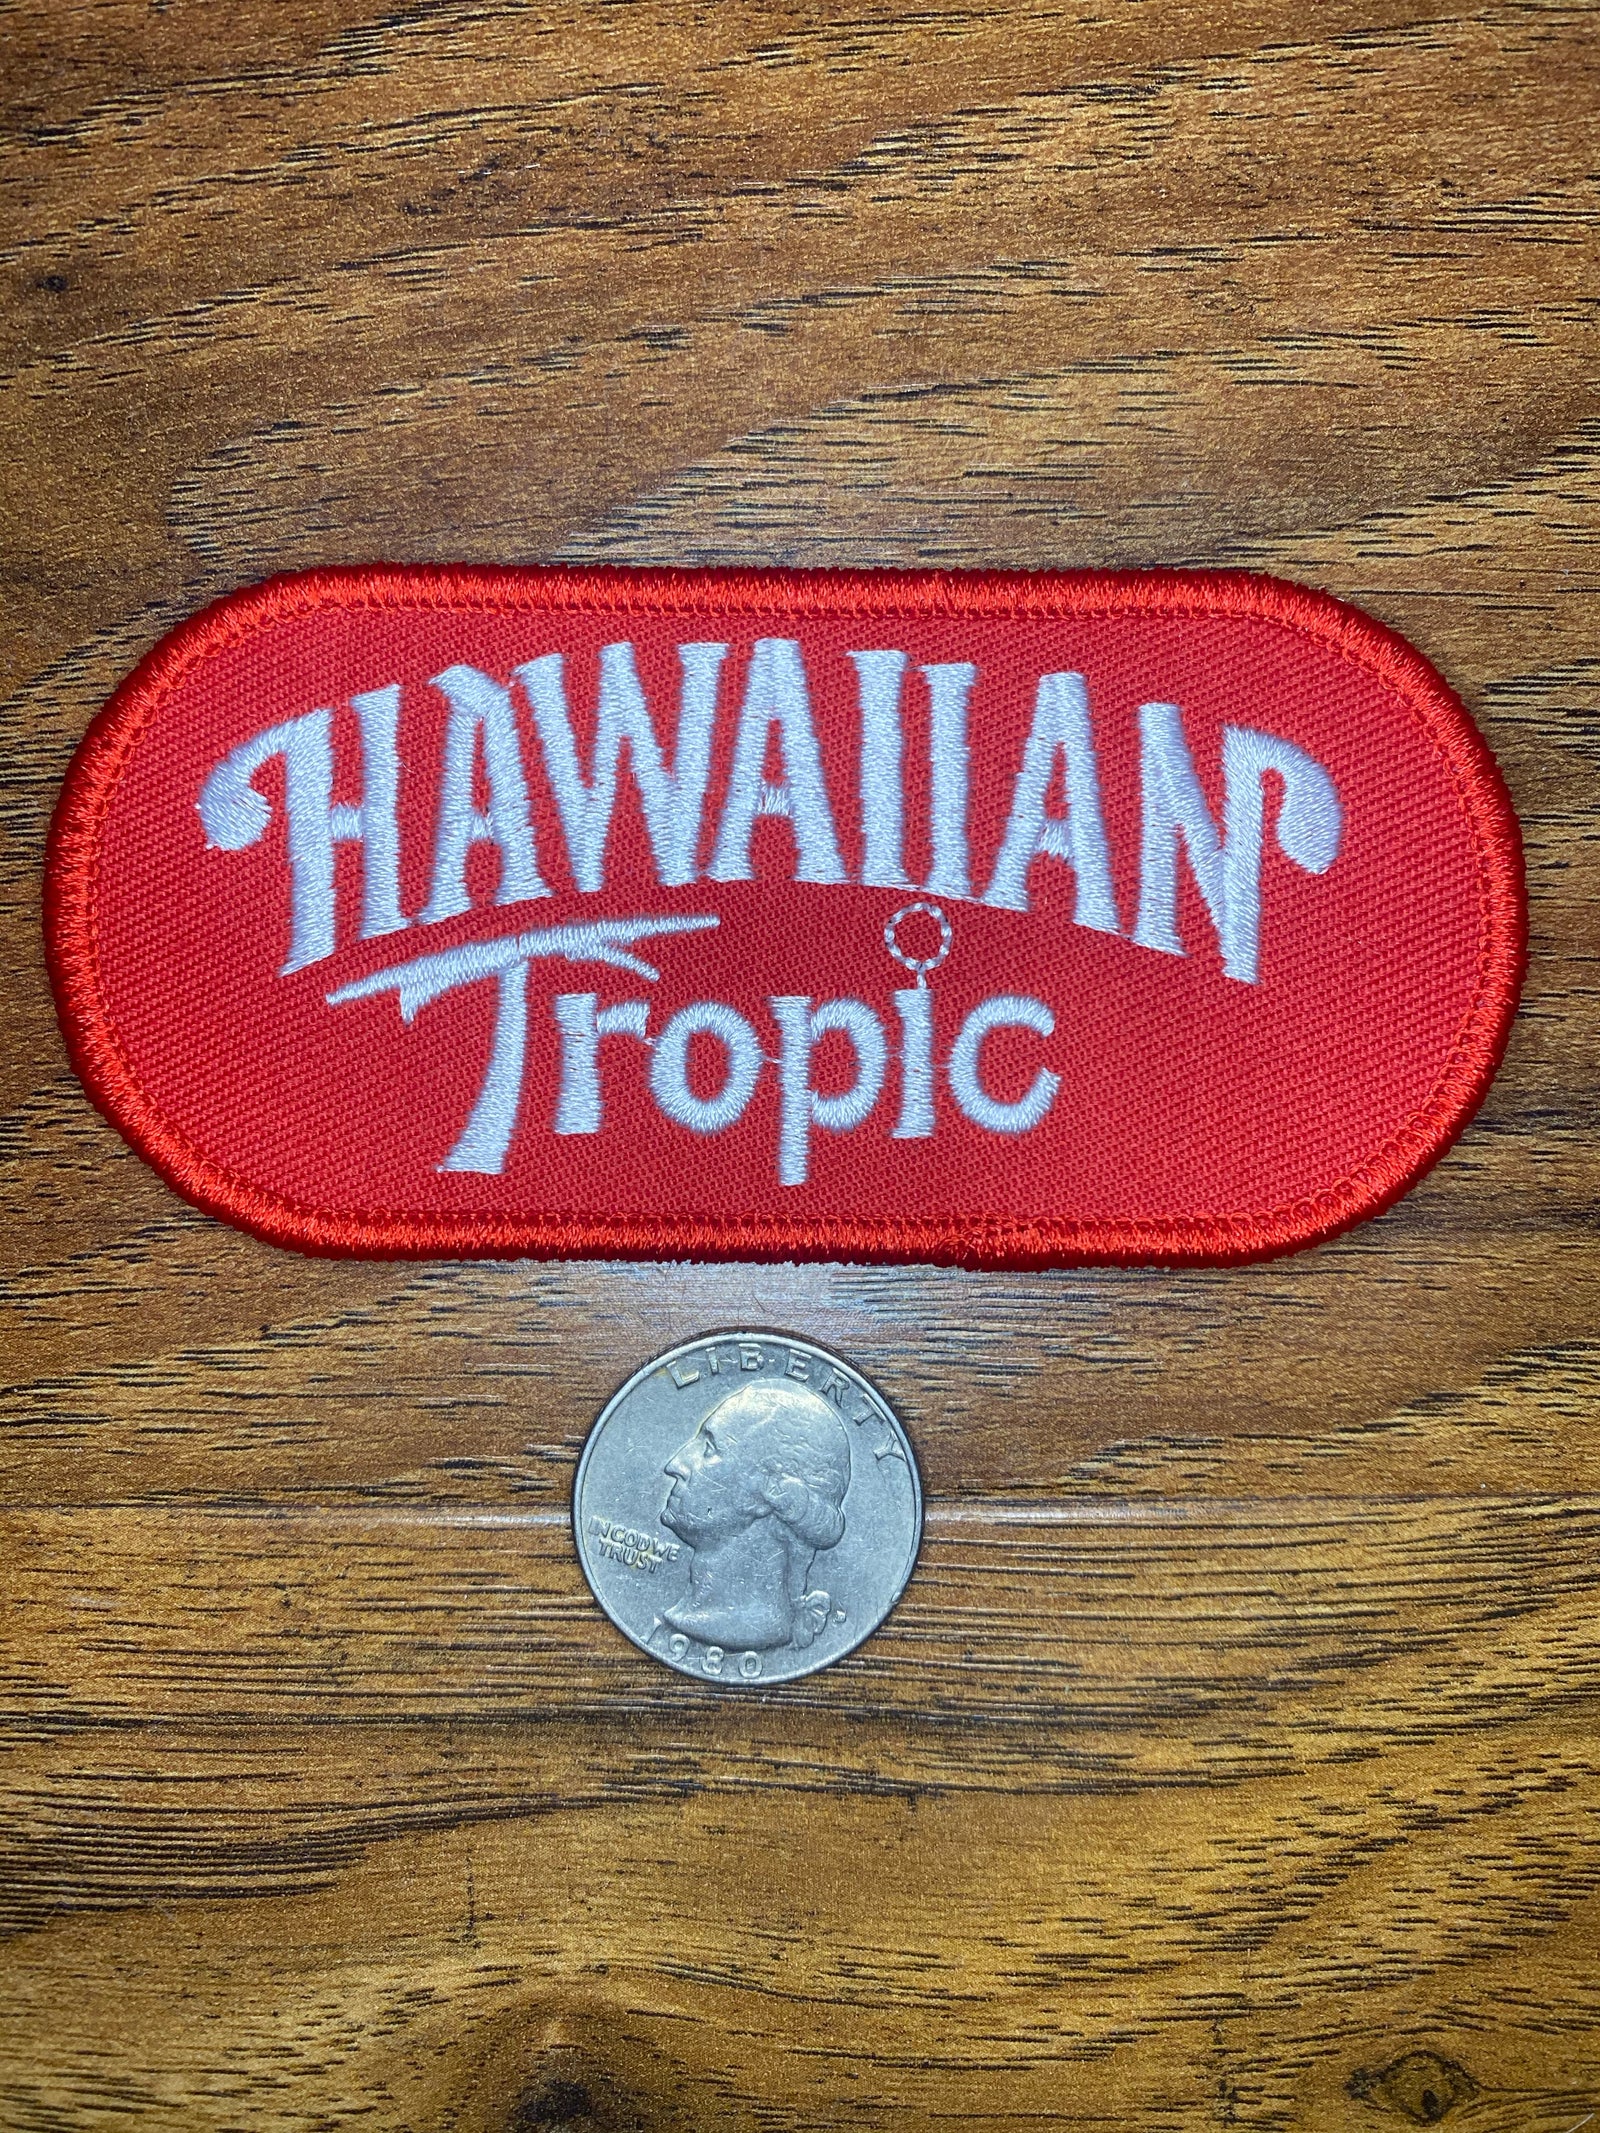 HAWAIIAN
Tropic
LIBERTY
IN GOD WE
TRUST
1980